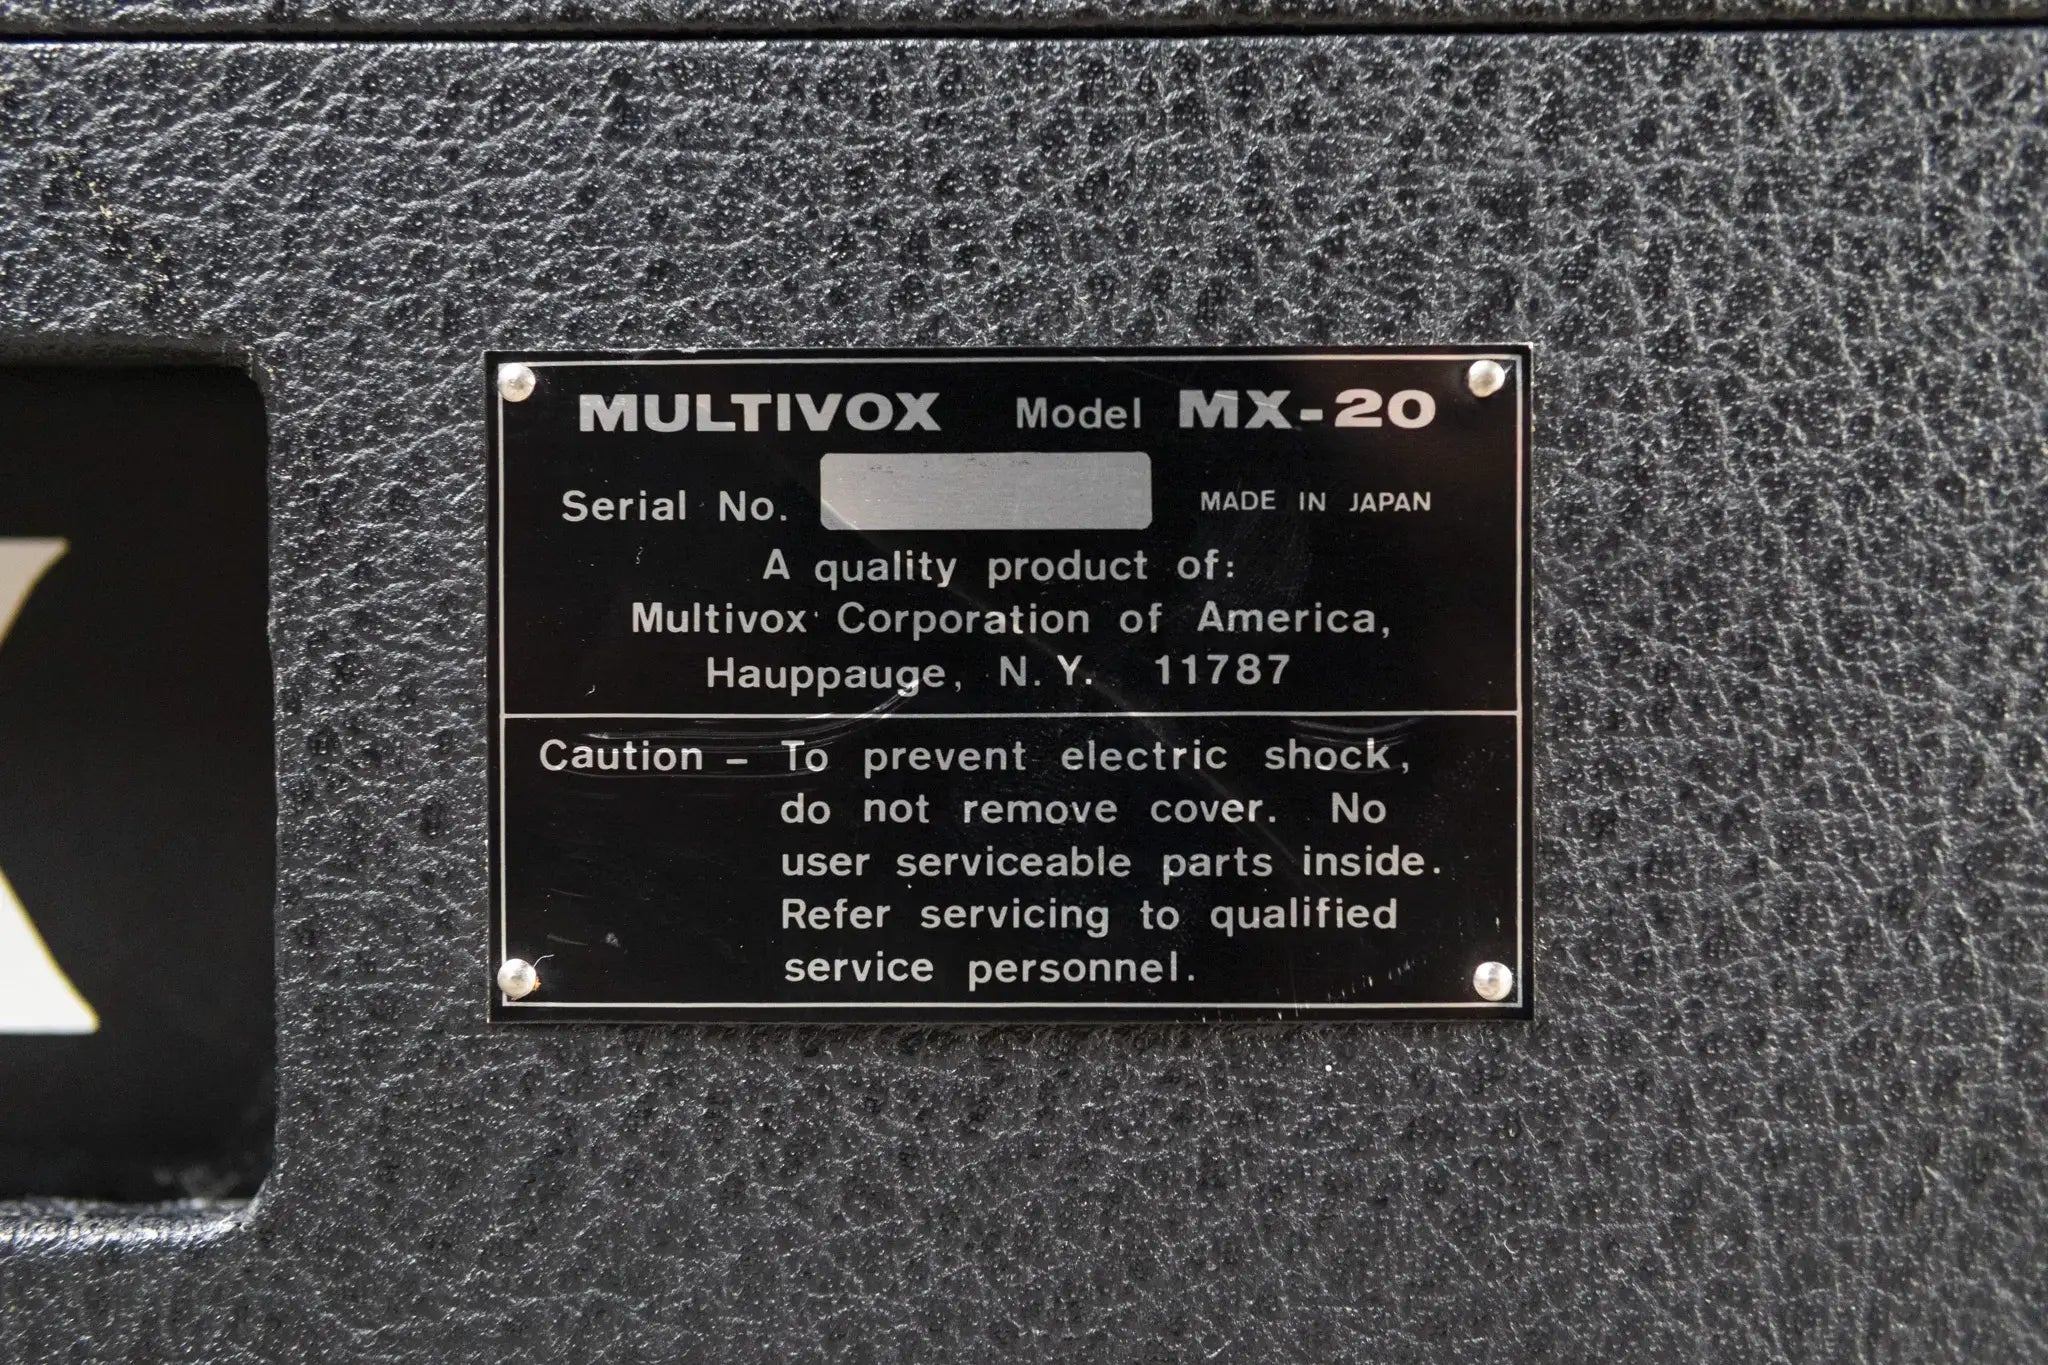 MULTIVOX Model MX-20
Serial No.
MADE IN JAPAN
A quality product of:
Multivox Corporation of America,
Hauppauge, N.Y. 11787
Caution – To prevent electric shock,
do not remove cover. No
user serviceable parts inside.
Refer servicing to qualified
service personnel.